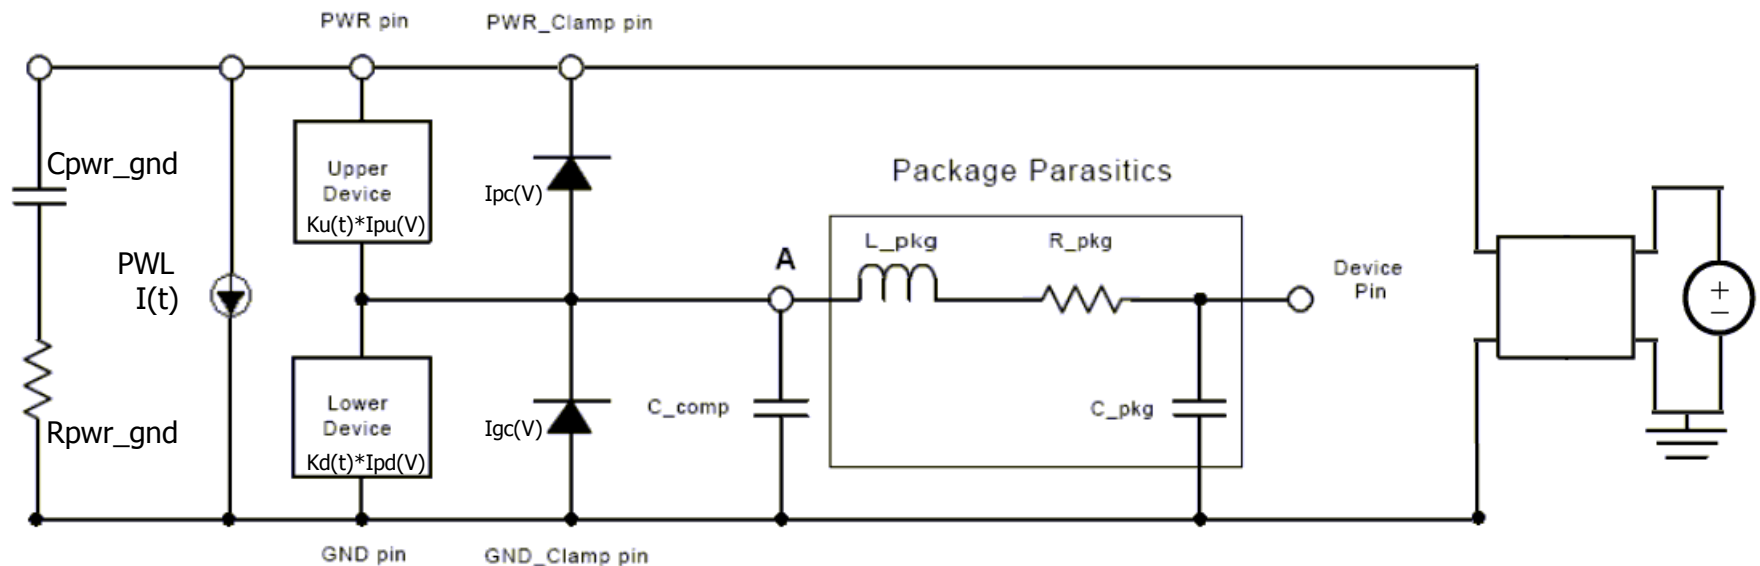 PWR pin
PWR_Clamp pin
Cpwr_gnd
Upper
Device
Ku(t)*Ipu(V)
Ipc(V)
Package Parasitics
L_pkg
R_pkg
A
Device
Pin
PWL
I(t)
+
−
Rpwr_gnd
Lower
Device
Kd(t)*Ipd(V)
Igc(V)
C_comp
C_pkg
GND pin
GND_Clamp pin